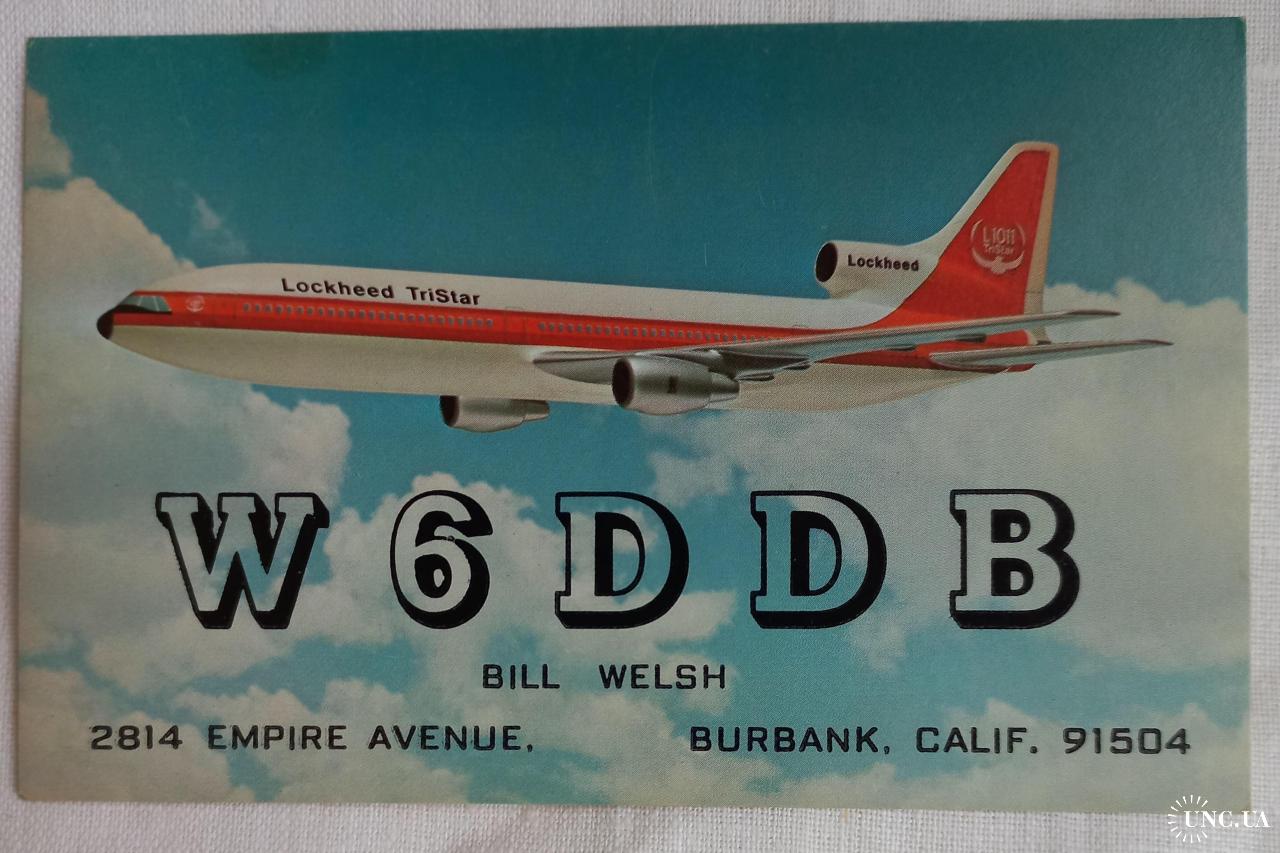 Lockheed TriStar
Lockheed
L1011
TriStar
W6DDB
BILL WELSH
2814 EMPIRE AVENUE, BURBANK, CALIF. 91504
UNC.UA